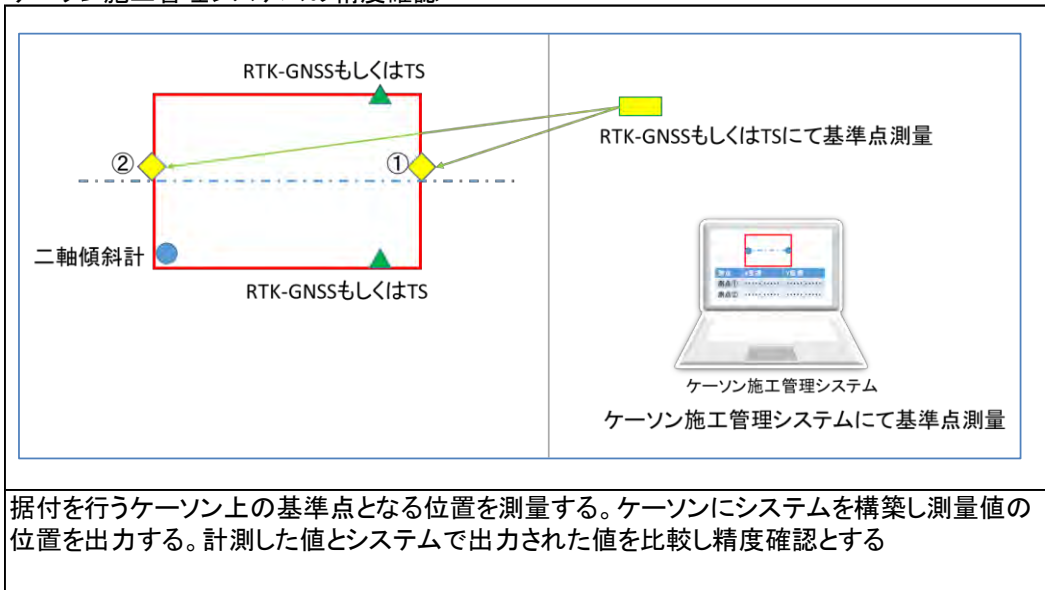 RTK-GNSSもしくはTS
RTK-GNSSもしくはTSにて基準点測量
②
①
二軸傾斜計
RTK-GNSSもしくはTS
測点①
測点②
ケーソン施工管理システム
ケーソン施工管理システムにて基準点測量
据付を行うケーソン上の基準点となる位置を測量する。ケーソンにシステムを構築し測量値の
位置を出力する。計測した値とシステムで出力された値を比較し精度確認とする